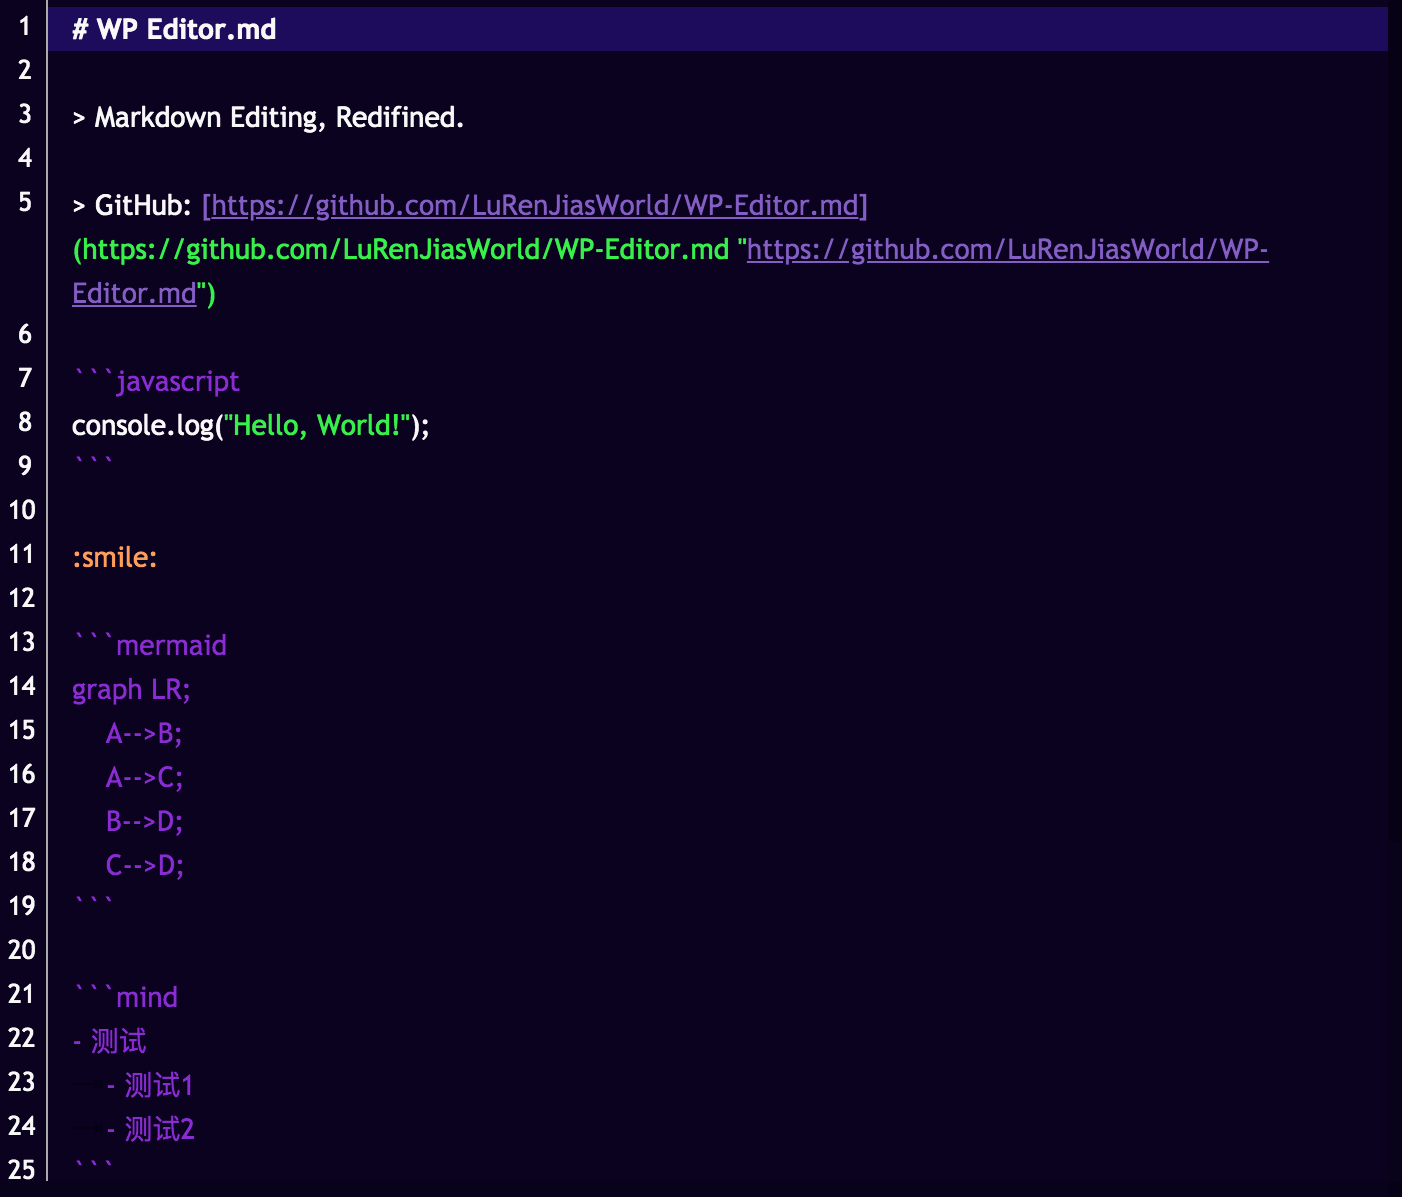 1 # WP Editor.md
2
3 > Markdown Editing, Redifined.
4
5 > GitHub: [https://github.com/LuRenJiasWorld/WP-Editor.md]
(https://github.com/LuRenJiasWorld/WP-Editor.md "https://github.com/LuRenJiasWorld/WP-
Editor.md")
6
7 ```javascript
8 console.log("Hello, World!");
9 ```
10
11 :smile:
12
13 ```mermaid
14 graph LR;
15     A-->B;
16     A-->C;
17     B-->D;
18     C-->D;
19 ```
20
21 ```mind
22 - 测试
23     - 测试1
24     - 测试2
25 ```